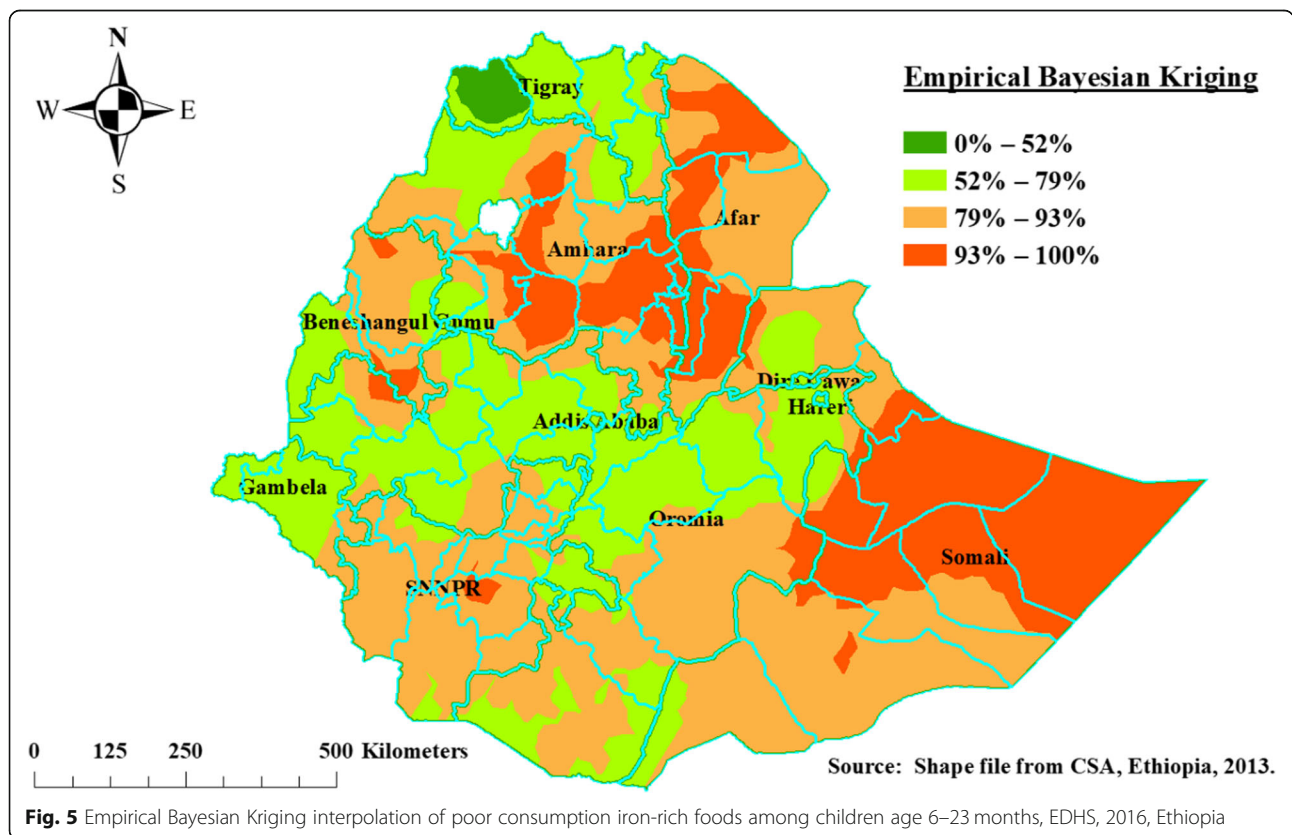 N
W E
S
Empirical Bayesian Kriging
0% – 52%
52% – 79%
79% – 93%
93% – 100%
Tigray
Afar
Amhara
Beneshangul Gumu
Dire Dawa
Hareri
Addis Ababa
Gambela
Oromia
Somali
SNNPR
0 125 250 500 Kilometers
Source: Shape file from CSA, Ethiopia, 2013.
Fig. 5 Empirical Bayesian Kriging interpolation of poor consumption iron-rich foods among children age 6–23 months, EDHS, 2016, Ethiopia